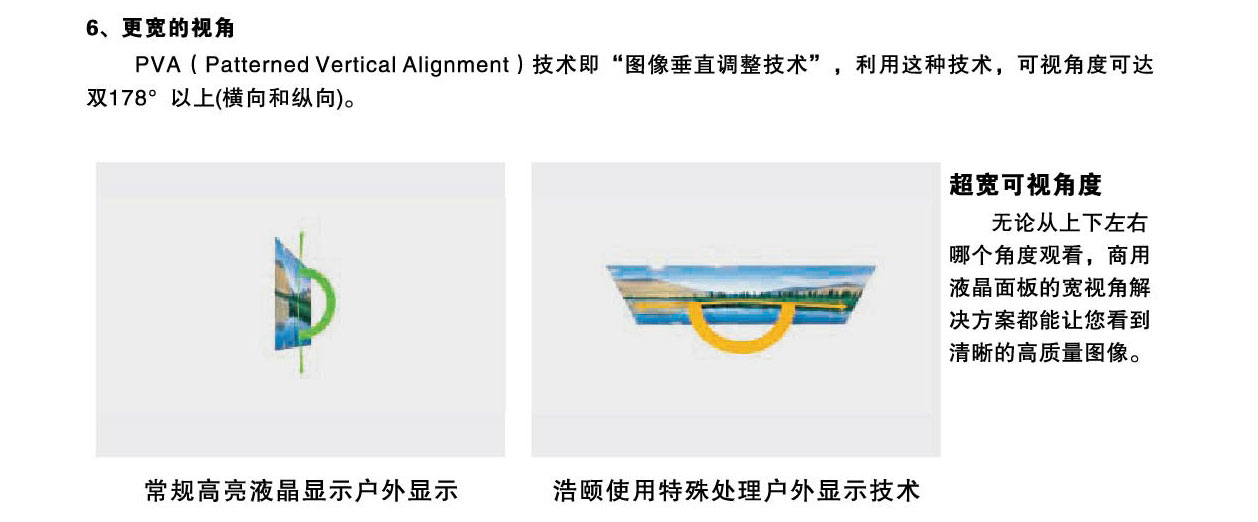 6、更宽的视角
PVA（Patterned Vertical Alignment）技术即“图像垂直调整技术”，利用这种技术，可视角度可达
双178°以上(横向和纵向)。
超宽可视角度
无论从上下左右
哪个角度观看，商用
液晶面板的宽视角解
决方案都能让您看到
清晰的高质量图像。
常规高亮液晶显示户外显示
浩颐使用特殊处理户外显示技术